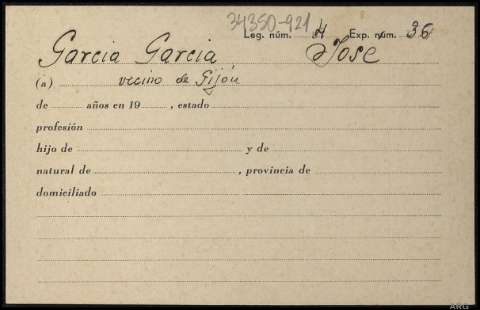 34350-921 Leg. núm. 4 Exp. núm. 36
Garcia Garcia José
(a) vecino de Gijón
de años en 19 , estado
profesión
hijo de y de
natural de , provincia de
domiciliado
ARG